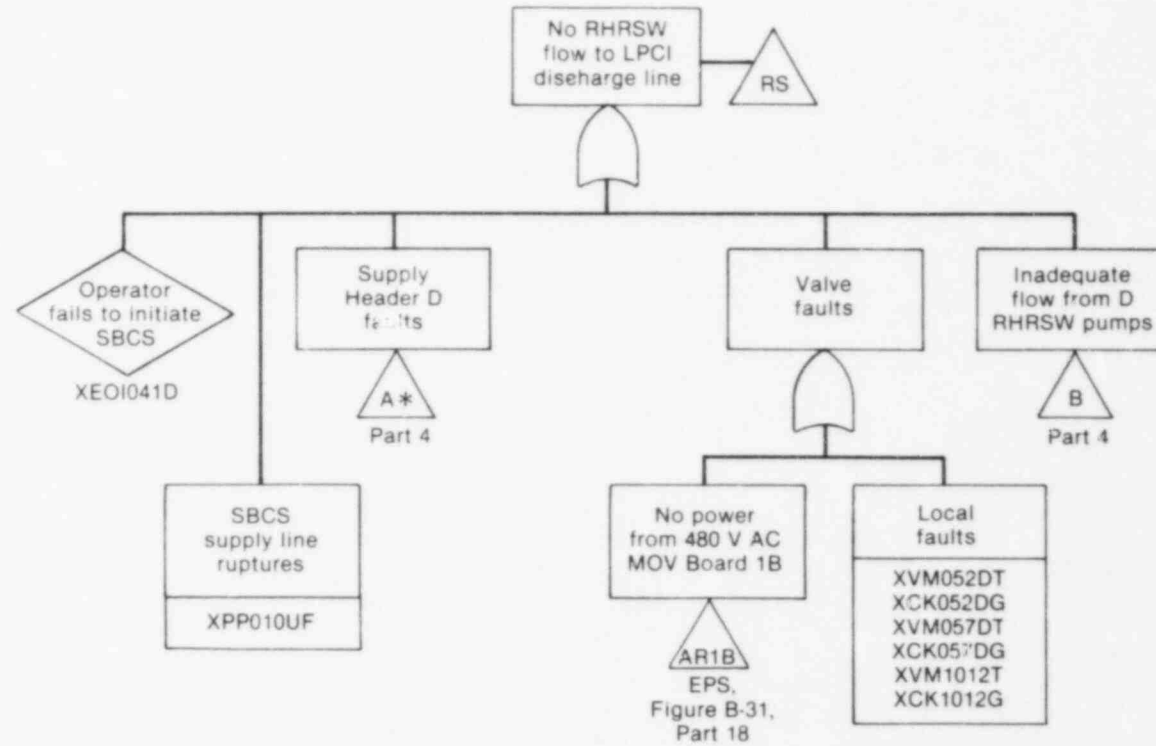 No RHRSW
flow to LPCI
diseharge line
RS
Operator
fails to initiate
SBCS
XEOI041D
Supply
Header D
faults
A*
Part 4
Valve
faults
Inadequate
flow from D
RHRSW pumps
B
Part 4
SBCS
supply line
ruptures
XPP010UF
No power
from 480 V AC
MOV Board 1B
AR1B
EPS,
Figure B-31,
Part 18
Local
faults
XVM052DT
XCK052DG
XVM057DT
XCK057DG
XVM1012T
XCK1012G